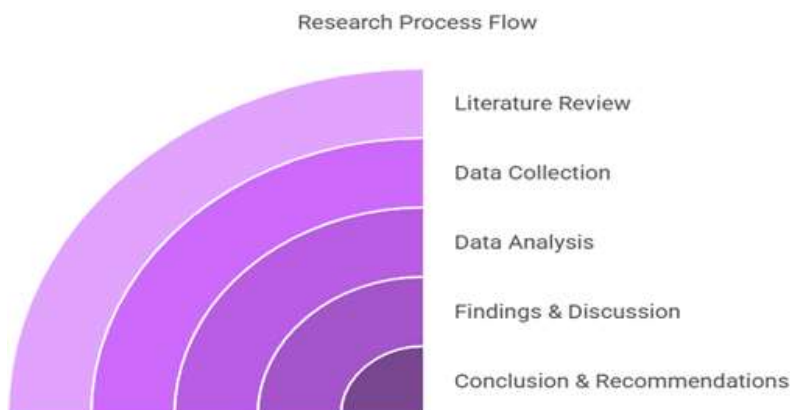 Research Process Flow
Literature Review
Data Collection
Data Analysis
Findings & Discussion
Conclusion & Recommendations